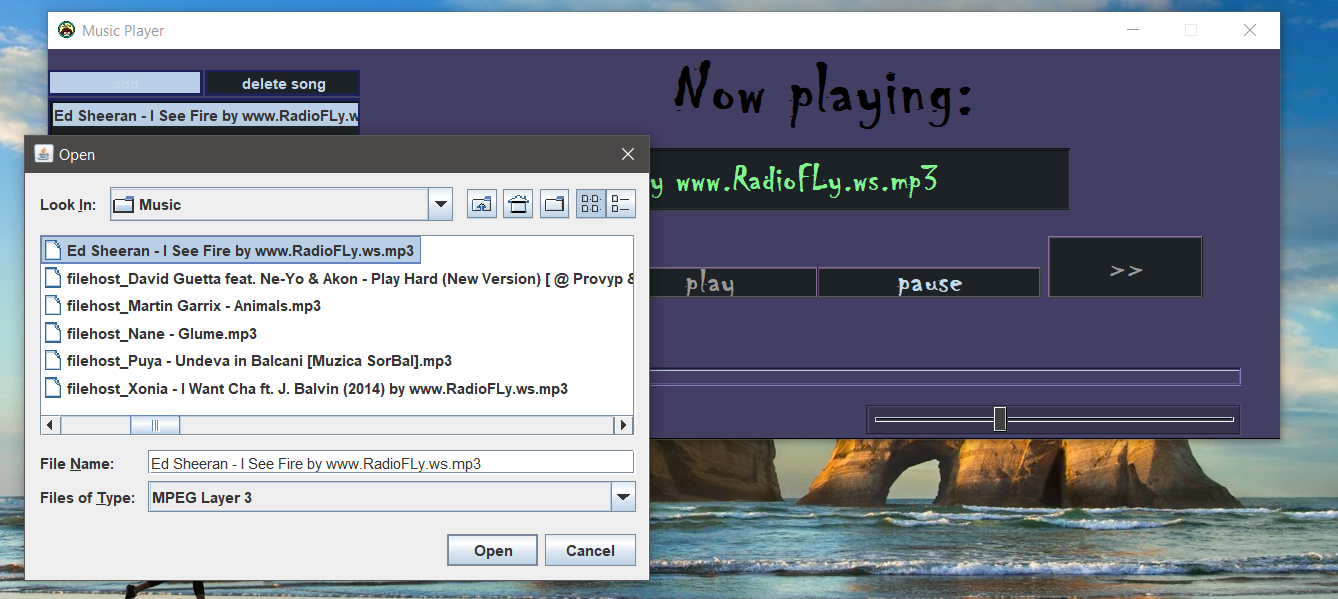 Music Player
add
delete song
Now playing:
Ed Sheeran - I See Fire by www.RadioFLy.w
y www.RadioFLy.ws.mp3
play
pause
>>
Open
Look In:
Music
Ed Sheeran - I See Fire by www.RadioFLy.ws.mp3
filehost_David Guetta feat. Ne-Yo & Akon - Play Hard (New Version) [ @ Provyp &
filehost_Martin Garrix - Animals.mp3
filehost_Nane - Glume.mp3
filehost_Puya - Undeva in Balcani [Muzica SorBal].mp3
filehost_Xonia - I Want Cha ft. J. Balvin (2014) by www.RadioFLy.ws.mp3
File Name:
Ed Sheeran - I See Fire by www.RadioFLy.ws.mp3
Files of Type:
MPEG Layer 3
Open
Cancel